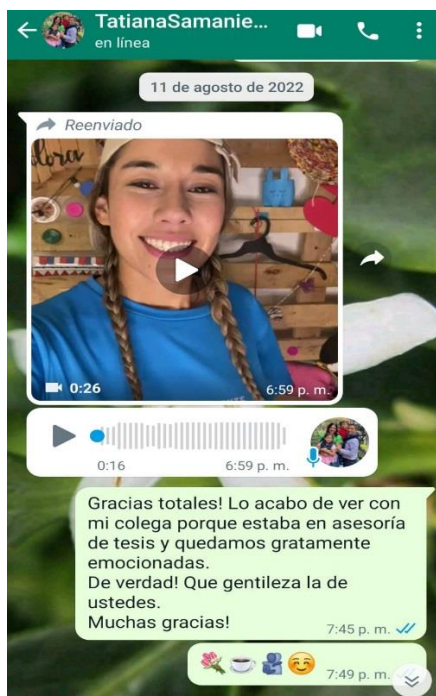 TatianaSamanie...
en línea
11 de agosto de 2022
Reenviado
0:26
6:59 p. m.
0:16
6:59 p. m.
Gracias totales! Lo acabo de ver con
mi colega porque estaba en asesoría
de tesis y quedamos gratamente
emocionadas.
De verdad! Que gentileza la de
ustedes.
Muchas gracias!
7:45 p. m.
7:49 p. m.